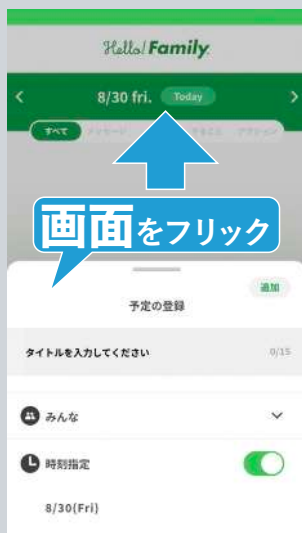 Hello! Family.
< 8/30 fri. Today >
すべて
画面をフリック
追加
予定の登録
タイトルを入力してください 0/15
みんな
時刻指定
8/30(Fri)